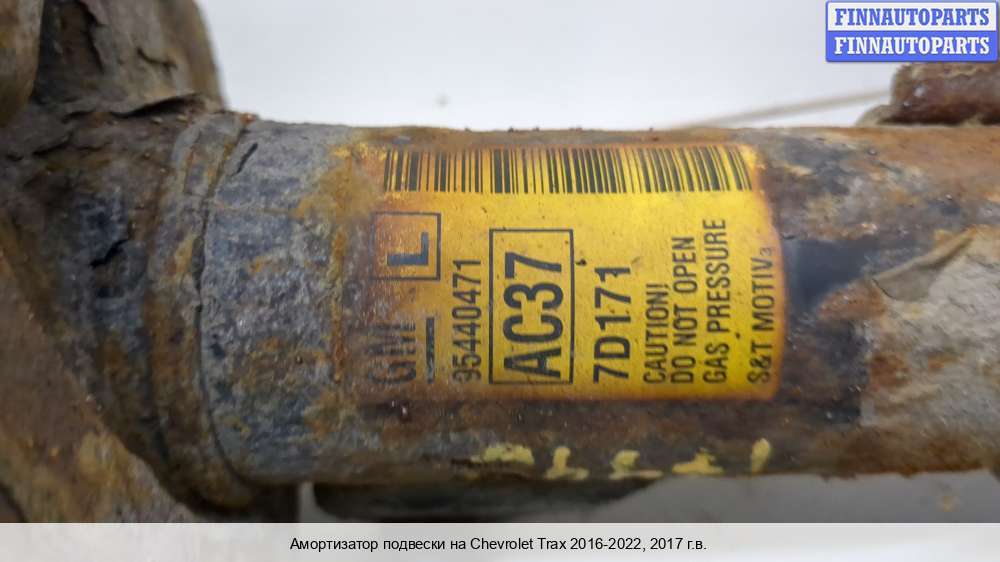 FINNAUTOPARTS
FINNAUTOPARTS
GM
L
95440471
AC37
7D171
CAUTION!
DO NOT OPEN
GAS PRESSURE
S&T MOTIV
Амортизатор подвески на Chevrolet Trax 2016-2022, 2017 г.в.